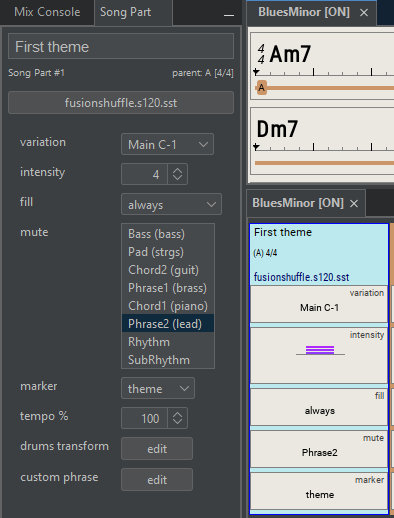 Mix Console
Song Part
First theme
Song Part #1
parent: A [4/4]
fusionshuffle.s120.sst
variation
Main C-1
intensity
4
fill
always
mute
Bass (bass)
Pad (strgs)
Chord2 (guit)
Phrase1 (brass)
Chord1 (piano)
Phrase2 (lead)
Rhythm
SubRhythm
marker
theme
tempo %
100
drums transform
edit
custom phrase
edit
BluesMinor [ON]
4
4
Am7
A
Dm7
BluesMinor [ON]
First theme
(A) 4/4
fusionshuffle.s120.sst
variation
Main C-1
intensity
fill
always
mute
Phrase2
marker
theme